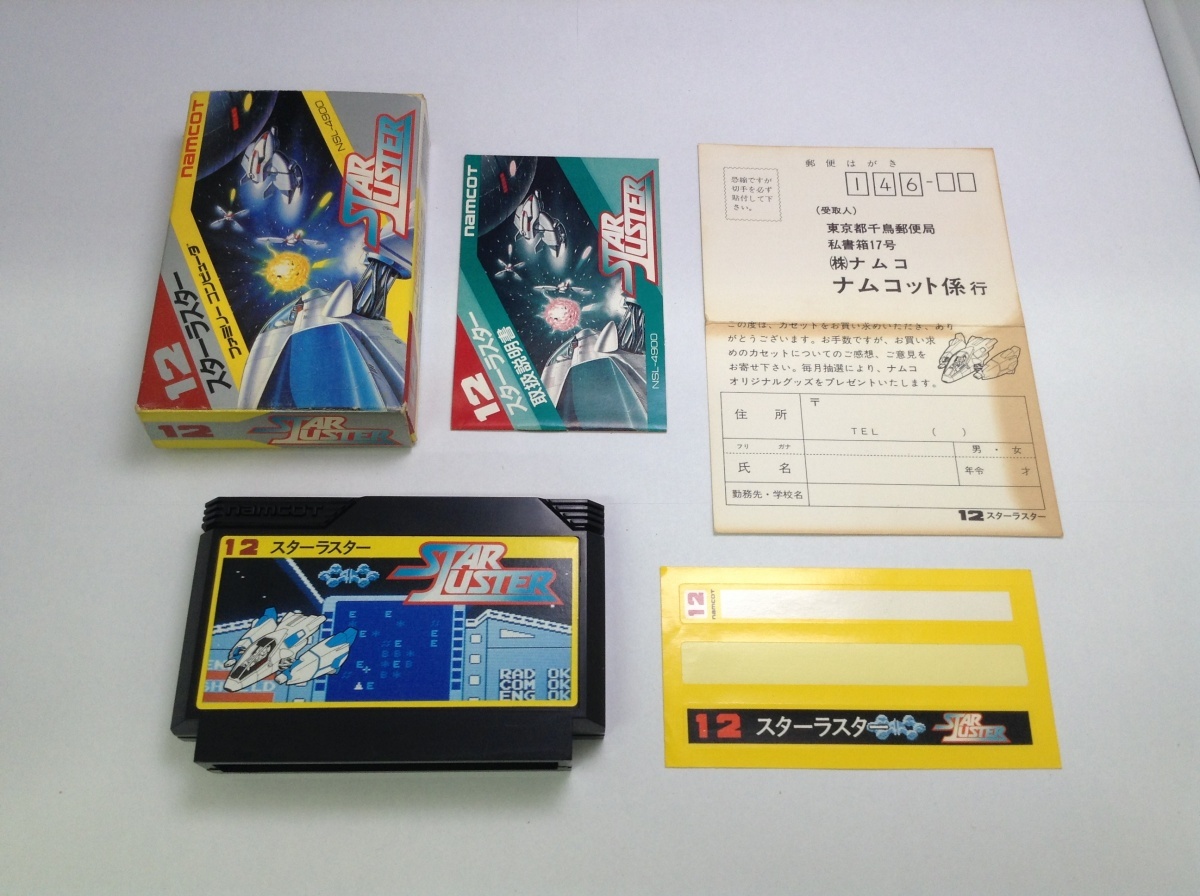 namcot
NSL-4900
STAR
LUSTER
12
スターラスター
ファミリーコンピュータ
12
STAR
LUSTER
namcot
STAR
LUSTER
12
スターラスター
取扱説明書
NSL-4900
郵便はがき
恐縮ですが
切手を必ず
貼付して下
さい。
146-
(受取人)
東京都千鳥郵便局
私書箱17号
(株)ナムコ
ナムコット係行
この度は、カセットをお買い求めいただき、あり
がとうございます。お手数ですが、お買い求
めのカセットについてのご感想、ご意見を
お寄せ下さい。毎月抽選により、ナムコ
オリジナルグッズをプレゼントいたします。
住所
〒
TEL ( )
フリガナ
男・女
氏名
年令 才
勤務先・学校名
12 スターラスター
namcot
12 スターラスター
STAR
LUSTER
E
E
E
E
E
E
E
RAD OK
COM OK
ENG OK
12
namcot
12 スターラスター
STAR
LUSTER